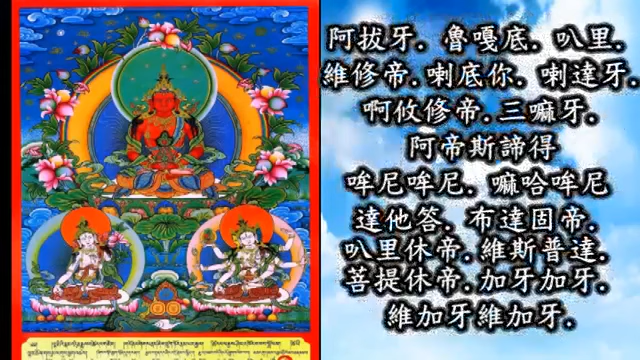 阿拔牙. 魯嘎底. 叭里.
維修帝.喇底你. 喇達牙.
啊攸修帝.三嘛牙.
阿帝斯諦得
哞尼哞尼. 嘛哈哞尼
達他答. 布達固帝.
叭里休帝.維斯普達.
菩提休帝.加牙加牙.
維加牙維加牙.